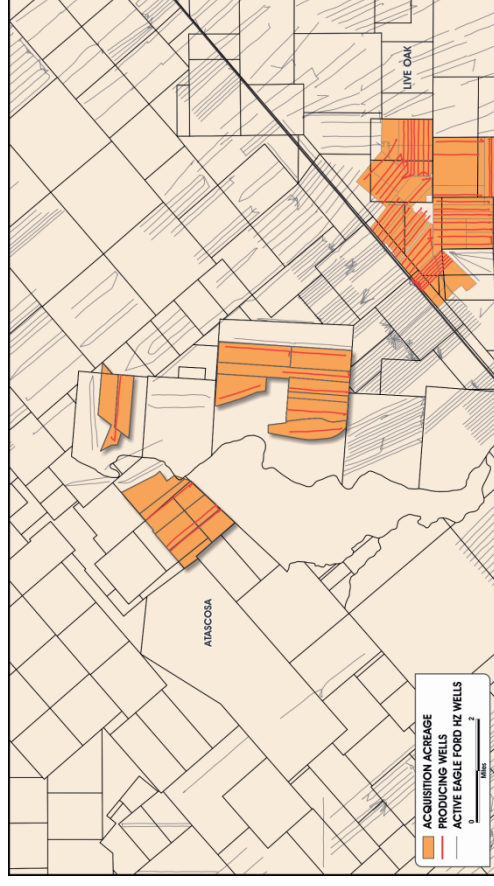 LIVE OAK
ATASCOSA
ACQUISITION ACREAGE
PRODUCING WELLS
ACTIVE EAGLE FORD HZ WELLS
0 2
Miles